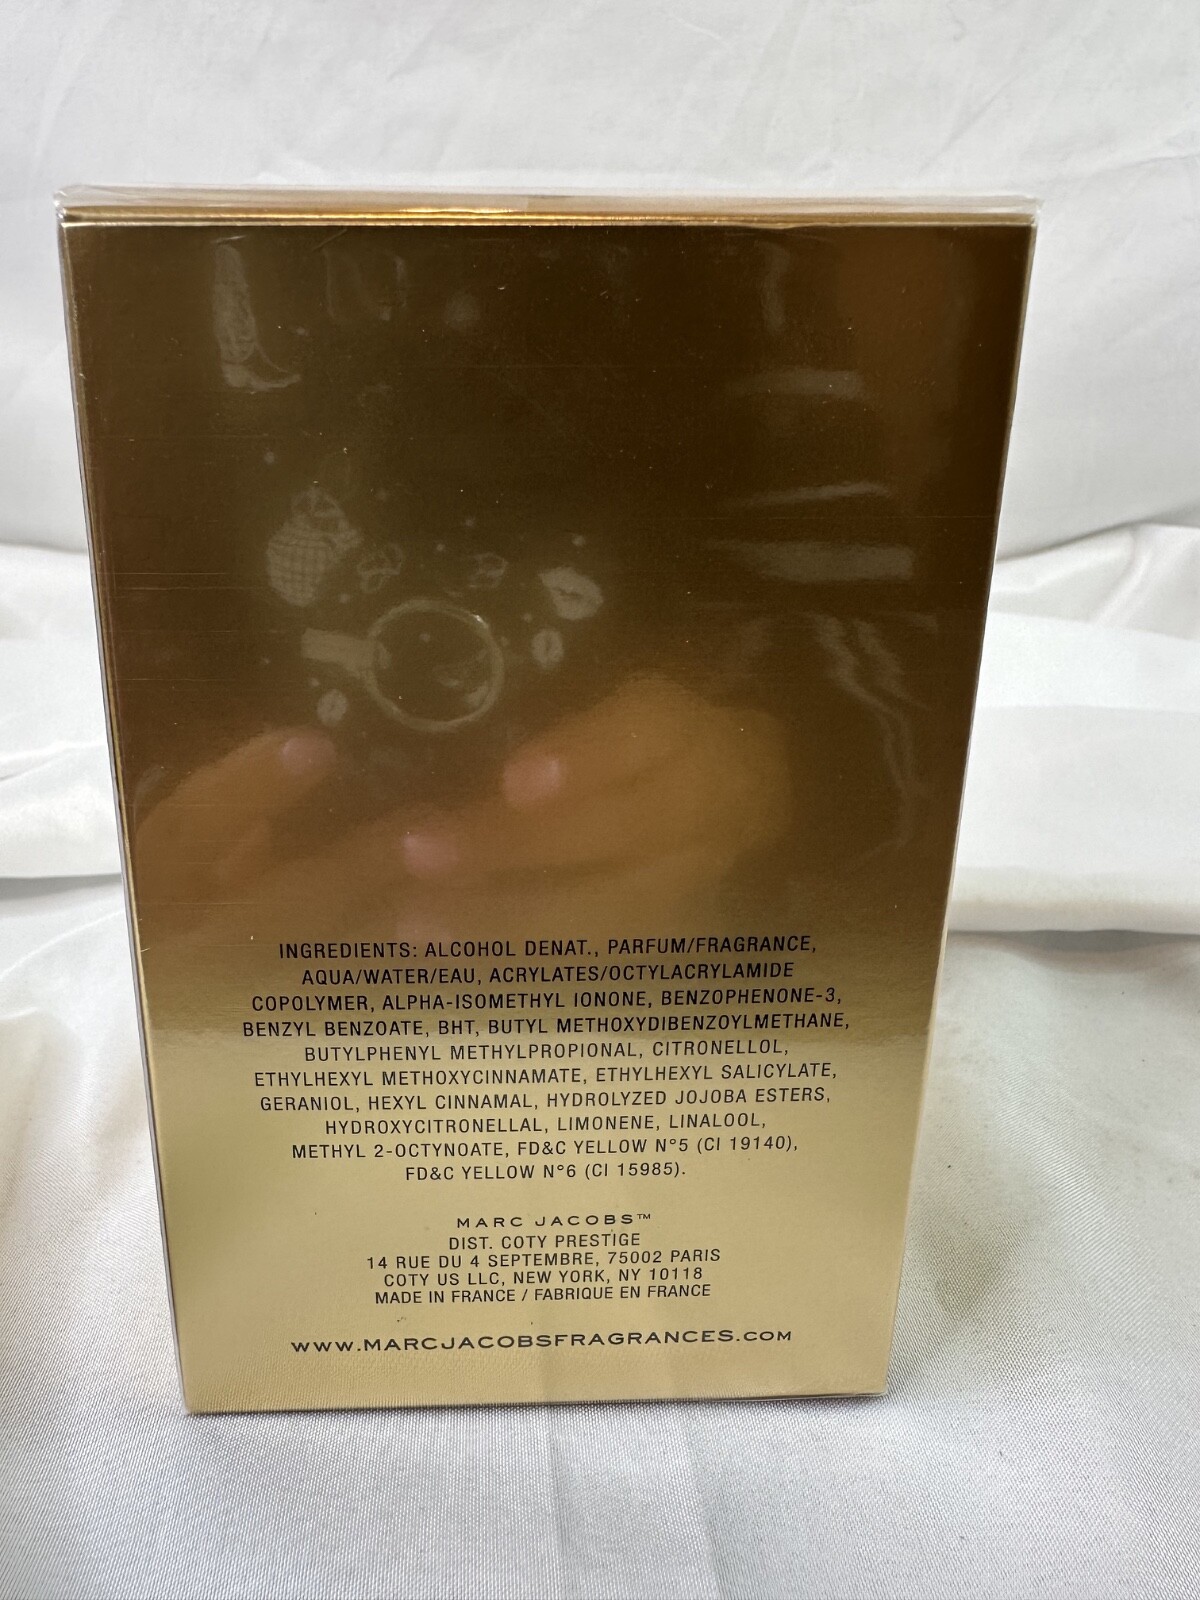 INGREDIENTS: ALCOHOL DENAT., PARFUM/FRAGRANCE,
AQUA/WATER/EAU, ACRYLATES/OCTYLACRYLAMIDE
COPOLYMER, ALPHA-ISOMETHYL IONONE, BENZOPHENONE-3,
BENZYL BENZOATE, BHT, BUTYL METHOXYDIBENZOYLMETHANE,
BUTYLPHENYL METHYLPROPIONAL, CITRONELLOL,
ETHYLHEXYL METHOXYCINNAMATE, ETHYLHEXYL SALICYLATE,
GERANIOL, HEXYL CINNAMAL, HYDROLYZED JOJOBA ESTERS,
HYDROXYCITRONELLAL, LIMONENE, LINALOOL,
METHYL 2-OCTYNOATE, FD&C YELLOW N°5 (CI 19140),
FD&C YELLOW N°6 (CI 15985).
MARC JACOBS™
DIST. COTY PRESTIGE
14 RUE DU 4 SEPTEMBRE, 75002 PARIS
COTY US LLC, NEW YORK, NY 10118
MADE IN FRANCE / FABRIQUE EN FRANCE
WWW.MARCJACOBSFRAGRANCES.COM